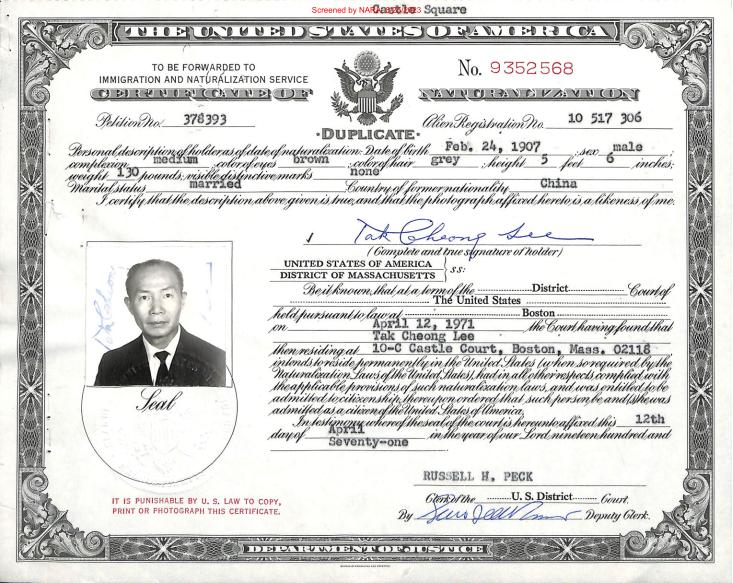 Castle Square
THE UNITED STATES OF AMERICA
TO BE FORWARDED TO
IMMIGRATION AND NATURALIZATION SERVICE
No. 9352568
CERTIFICATE OF NATURALIZATION
Petition No. 378393
Alien Registration No. 10 517 306
·DUPLICATE·
Personal description of holder as of date of naturalization: Date of birth Feb. 24, 1907 ; sex male ;
complexion medium ; color of eyes brown ; color of hair grey ; height 5 feet 6 inches;
weight 130 pounds; visible distinctive marks none
Marital status married Country of former nationality China
I certify that the description above given is true, and that the photograph affixed hereto is a likeness of me.
Tak Cheong Lee
(Complete and true signature of holder)
UNITED STATES OF AMERICA
DISTRICT OF MASSACHUSETTS } ss:
Be it known, that at a term of the District Court of
The United States
held pursuant to law at Boston
on April 12, 1971 the Court having found that
Tak Cheong Lee
then residing at 10-C Castle Court, Boston, Mass. 02118
intends to reside permanently in the United States (when so required by the
Naturalization Laws of the United States), had in all other respects complied with
the applicable provisions of such naturalization laws, and was entitled to be
admitted to citizenship, thereupon ordered that such person be and (s)he was
admitted as a citizen of the United States of America.
In testimony whereof the seal of the court is hereunto affixed this 12th
day of April in the year of our Lord nineteen hundred and
Seventy-one
Tak Cheong
Seal
RUSSELL H. PECK
Clerk of the U. S. District Court.
By Deputy Clerk.
IT IS PUNISHABLE BY U. S. LAW TO COPY,
PRINT OR PHOTOGRAPH THIS CERTIFICATE.
DEPARTMENT OF JUSTICE